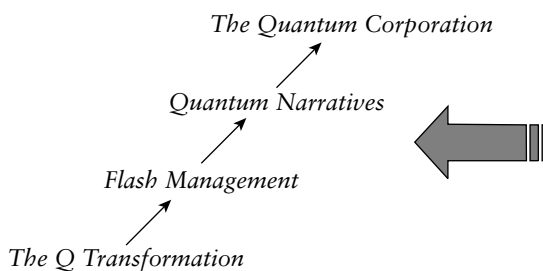 The Quantum Corporation
Quantum Narratives
Flash Management
The Q Transformation